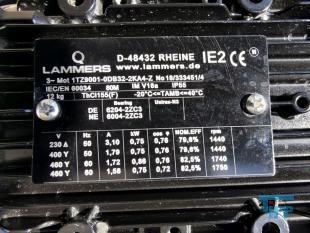 D-48432 RHEINE IE2 CE
LAMMERS www.lammers.de
3~ Mot 1TZ9001-0DB32-2KA4-Z No 18/333451/4
IEC/EN 60034 80M IM V18a IP55
12 kg ThCl155(F) -20°C<=TAMB<=40°C
Bearing
DE 6204-2ZC3
NE 6004-2ZC3
V Hz A kW cos φ NOM.EFF rpm
230 Δ 50 3,10 0,75 0,76 79,6% 1440
400 Y 50 1,79 0,75 0,76 79,6% 1440
460 Y 60 1,72 0,86 0,76 82,5% 1740
460 Y 60 1,58 0,75 0,72 82,5% 1750